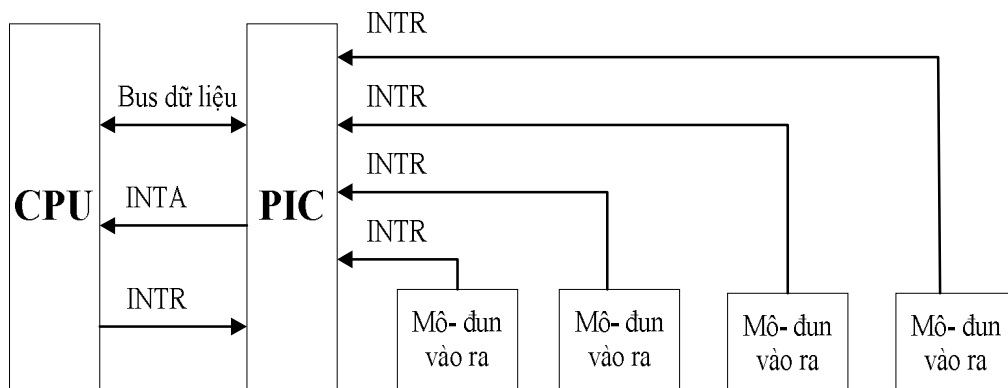 INTR
Bus dữ liệu
INTR
INTR
CPU
INTA
PIC
INTR
INTR
Mô- đun
vào ra
Mô- đun
vào ra
Mô- đun
vào ra
Mô- đun
vào ra